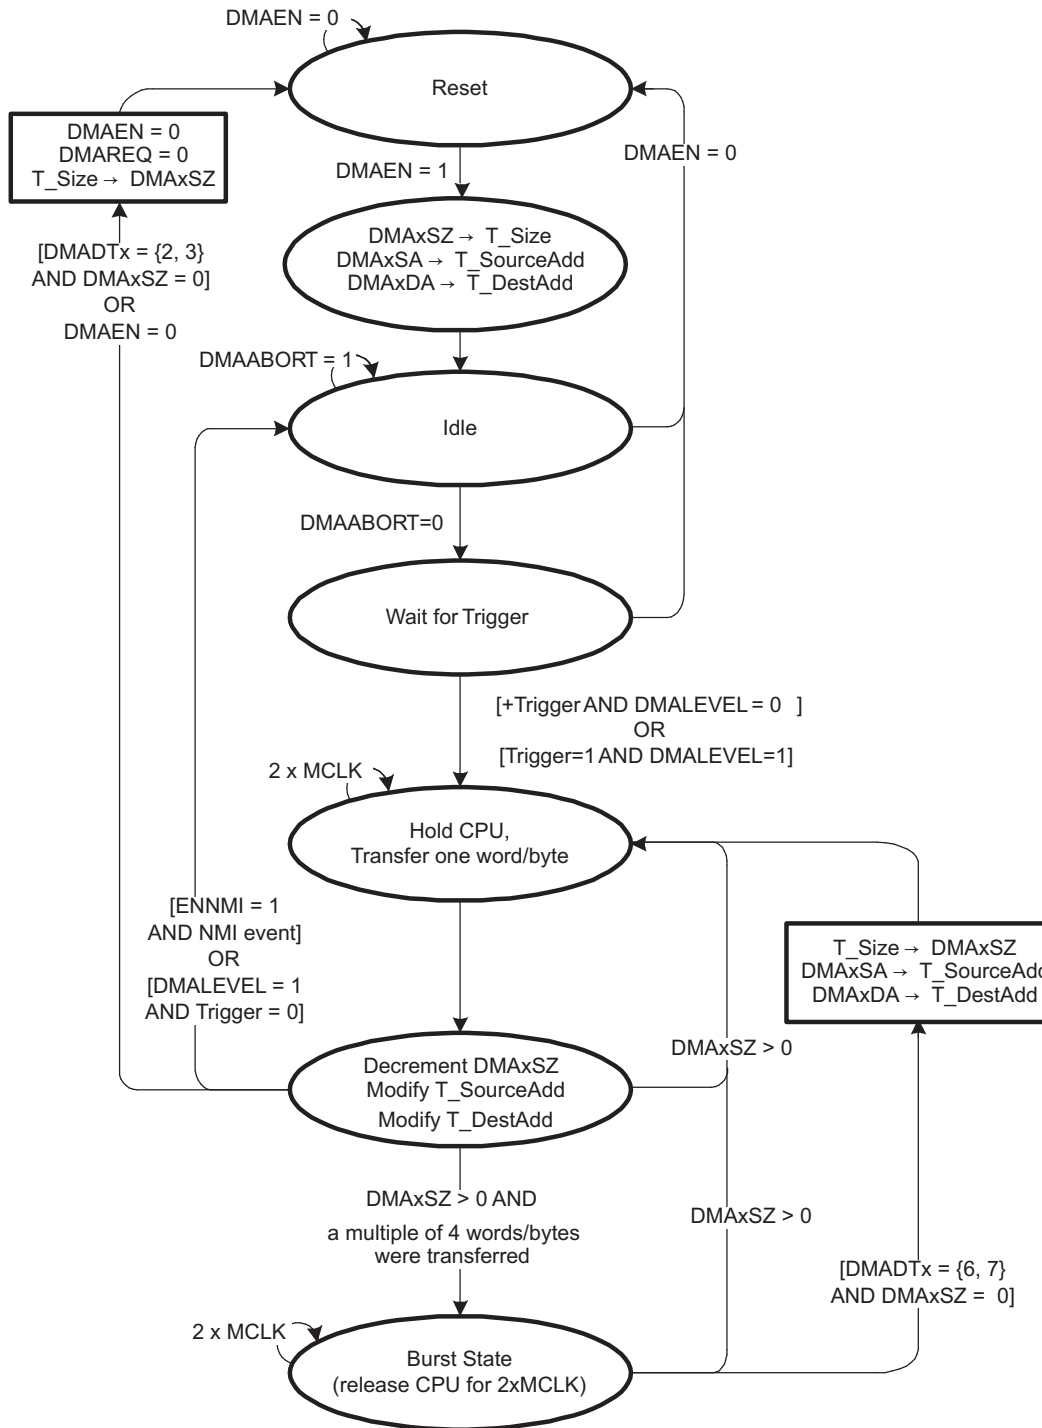 DMAEN = 0
Reset
DMAEN = 0
DMAREQ = 0
T_Size → DMAxSZ
DMAEN = 0
DMAEN = 1
DMAxSZ → T_Size
DMAxSA → T_SourceAdd
DMAxDA → T_DestAdd
[DMADTx = {2, 3}
AND DMAxSZ = 0]
OR
DMAEN = 0
DMAABORT = 1
Idle
DMAABORT=0
Wait for Trigger
[+Trigger AND DMALEVEL = 0 ]
OR
[Trigger=1 AND DMALEVEL=1]
2 x MCLK
Hold CPU,
Transfer one word/byte
[ENNMI = 1
AND NMI event]
OR
[DMALEVEL = 1
AND Trigger = 0]
T_Size → DMAxSZ
DMAxSA → T_SourceAdd
DMAxDA → T_DestAdd
DMAxSZ > 0
Decrement DMAxSZ
Modify T_SourceAdd
Modify T_DestAdd
DMAxSZ > 0 AND
a multiple of 4 words/bytes
were transferred
DMAxSZ > 0
[DMADTx = {6, 7}
AND DMAxSZ = 0]
2 x MCLK
Burst State
(release CPU for 2xMCLK)